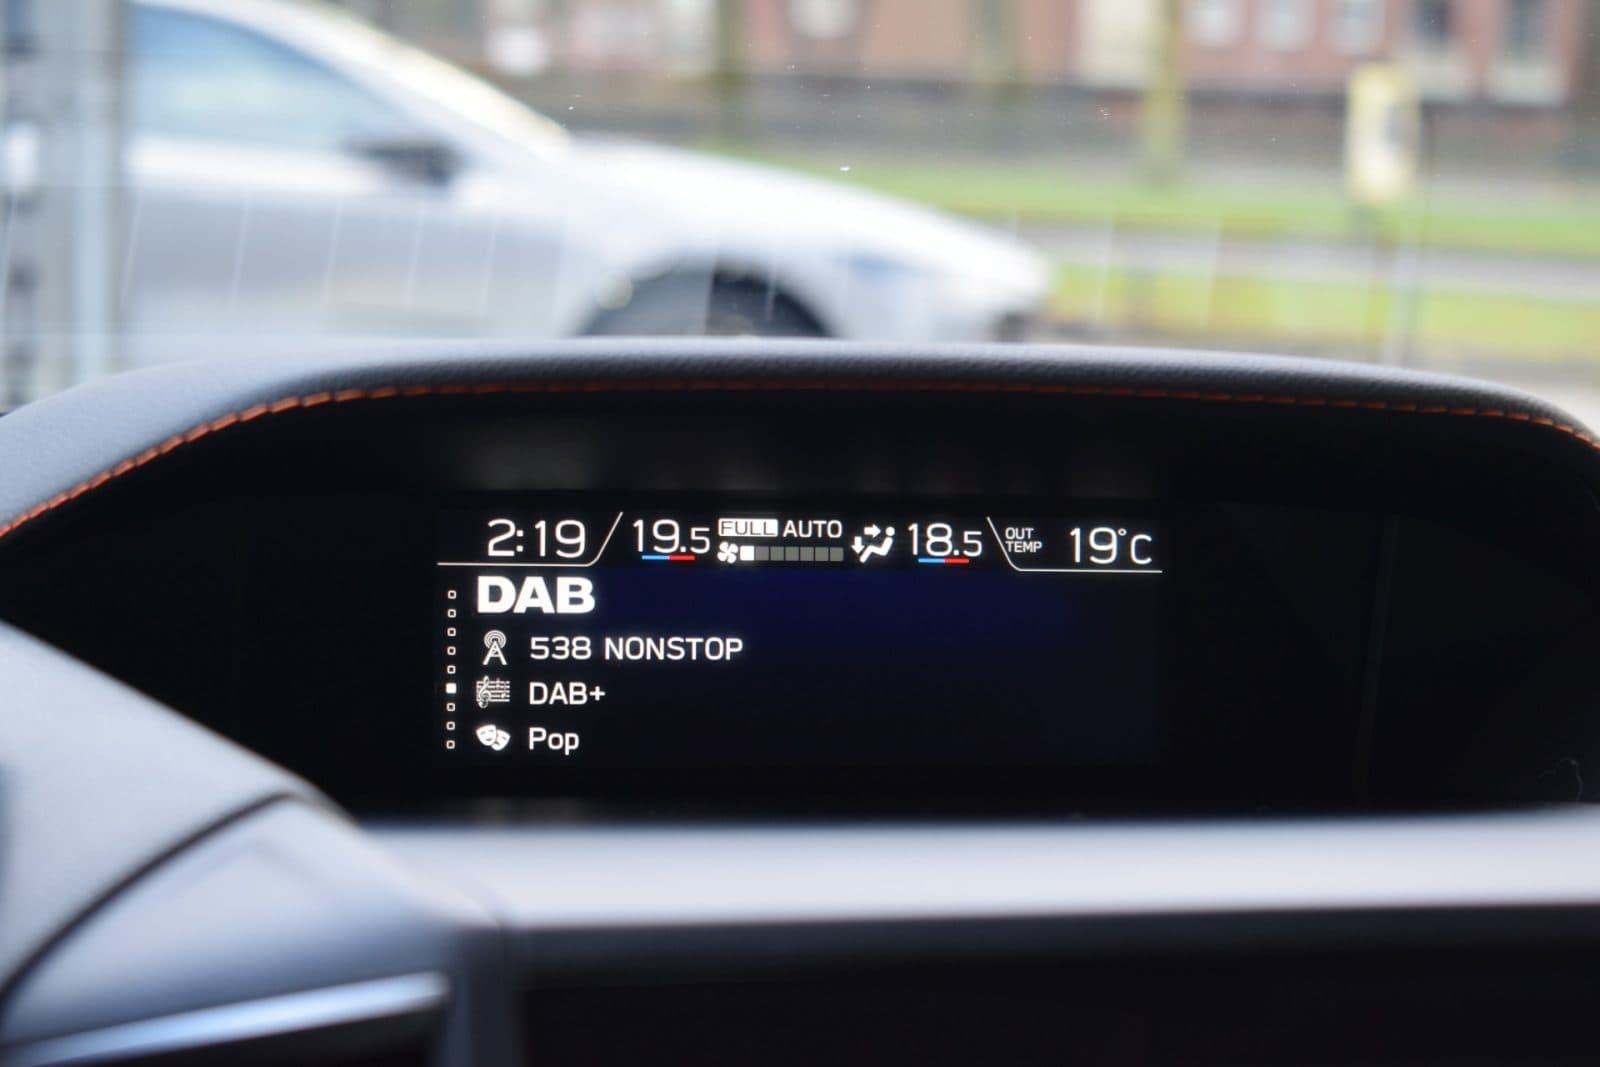 2:19 19.5 FULL AUTO 18.5 OUT TEMP 19°C
DAB
538 NONSTOP
DAB+
Pop